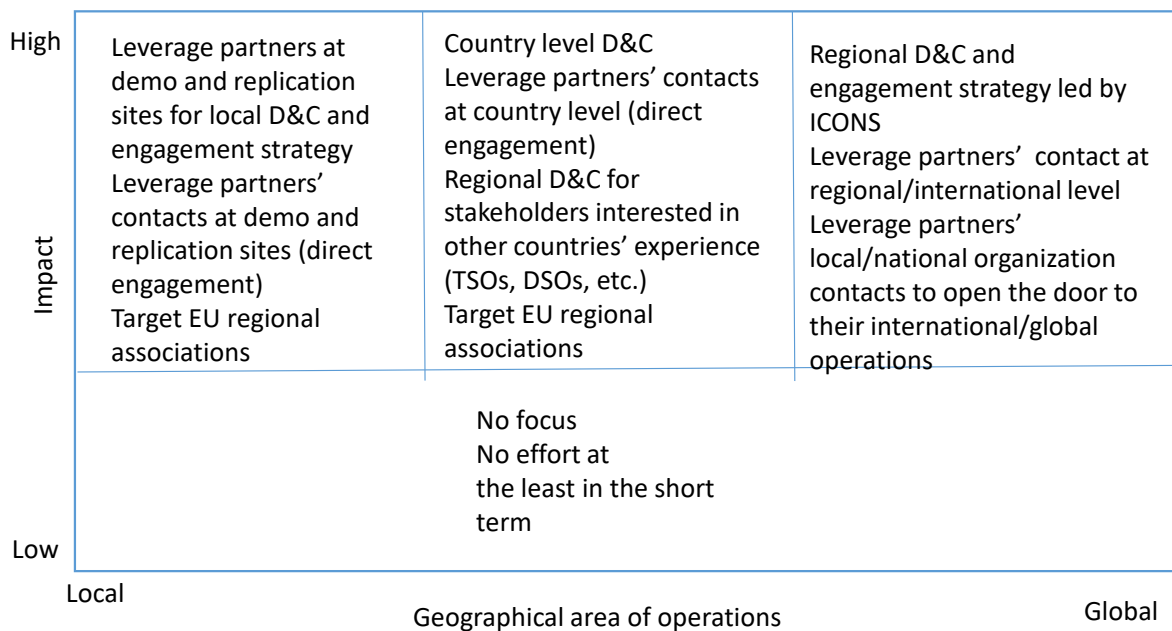 High
Leverage partners at
demo and replication
sites for local D&C and
engagement strategy
Leverage partners’
contacts at demo and
replication sites (direct
engagement)
Target EU regional
associations
Country level D&C
Leverage partners’ contacts
at country level (direct
engagement)
Regional D&C for
stakeholders interested in
other countries’ experience
(TSOs, DSOs, etc.)
Target EU regional
associations
Regional D&C and
engagement strategy led by
ICONS
Leverage partners’  contact at
regional/international level
Leverage partners’
local/national organization
contacts to open the door to
their international/global
operations
Impact
No focus
No effort at
the least in the short
term
Low
Local
Geographical area of operations
Global